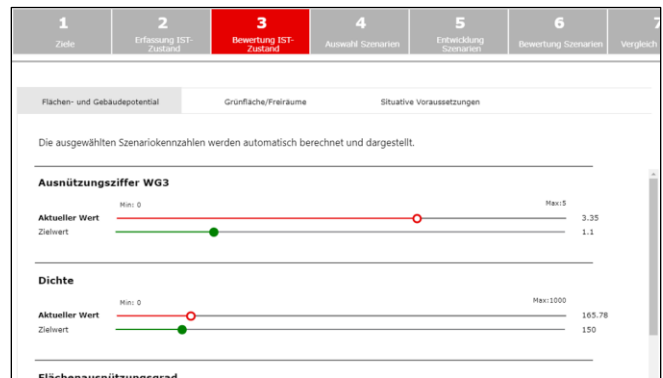 1
Ziele
2
Erfassung IST-
Zustand
3
Bewertung IST-
Zustand
4
Auswahl Szenarien
5
Entwicklung
Szenarien
6
Bewertung Szenarien
7
Vergleich
Flächen- und Gebäudepotential
Grünfläche/Freiräume
Situative Voraussetzungen
Die ausgewählten Szenariokennzahlen werden automatisch berechnet und dargestellt.
Ausnützungsziffer WG3
Min: 0
Max:5
Aktueller Wert
3.35
Zielwert
1.1
Dichte
Min: 0
Max:1000
Aktueller Wert
165.78
Zielwert
150
Flächenausnützungsgrad